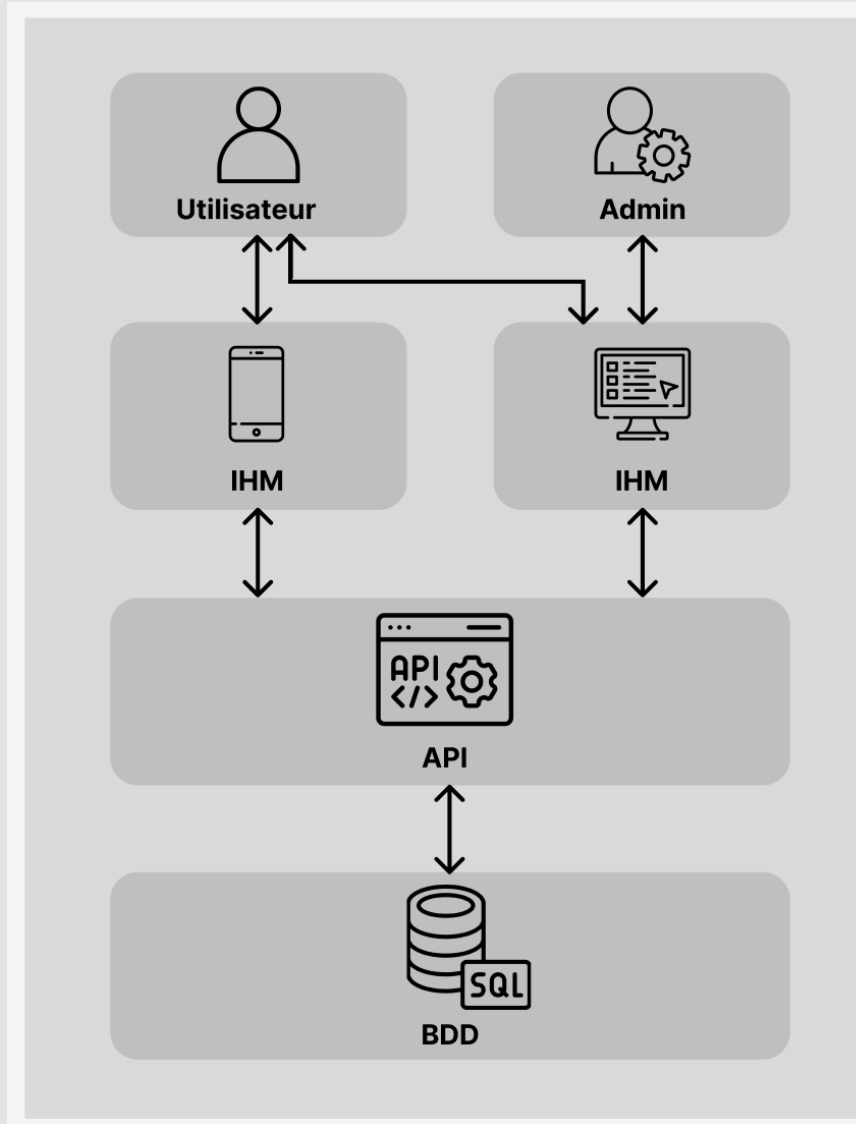 Utilisateur
Admin
IHM
IHM
API
</>
API
SQL
BDD